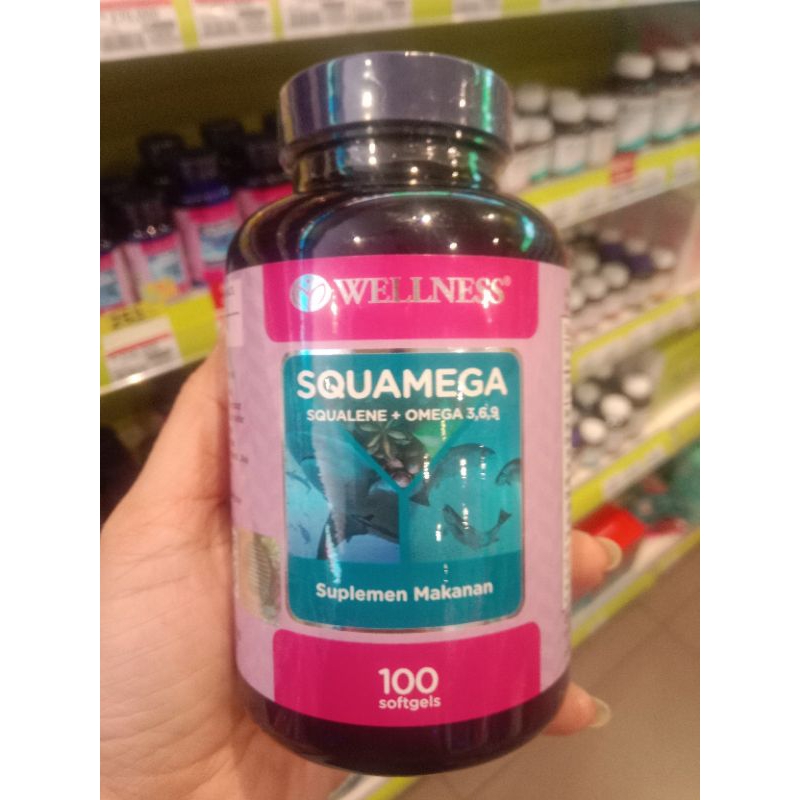 WELLNESS®
SQUAMEGA
SQUALENE + OMEGA 3,6,9
Suplemen Makanan
100
softgels